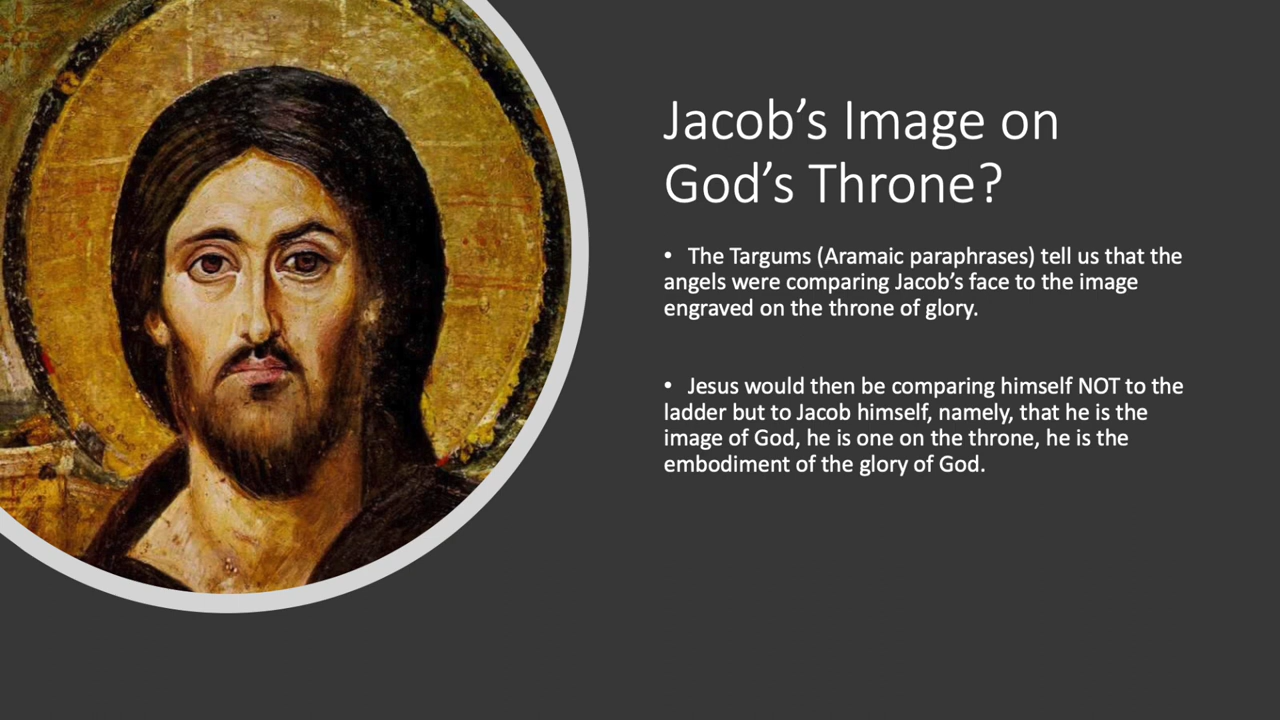 Jacob’s Image on
God’s Throne?
• The Targums (Aramaic paraphrases) tell us that the
angels were comparing Jacob’s face to the image
engraved on the throne of glory.
• Jesus would then be comparing himself NOT to the
ladder but to Jacob himself, namely, that he is the
image of God, he is one on the throne, he is the
embodiment of the glory of God.